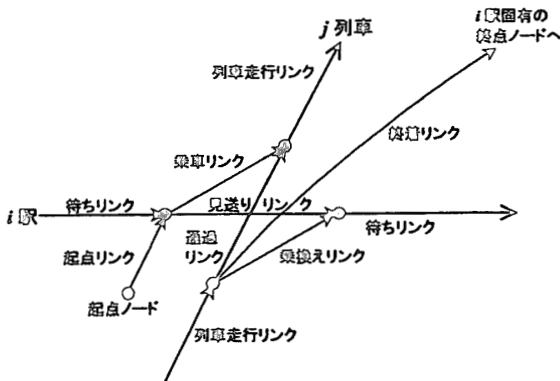 j 列車
i 駅固有の
終点ノードへ
列車走行リンク
終着リンク
乗車リンク
待ちリンク
見送り リンク
i 駅
通過
リンク
待ちリンク
起点リンク
乗換えリンク
起点ノード
列車走行リンク